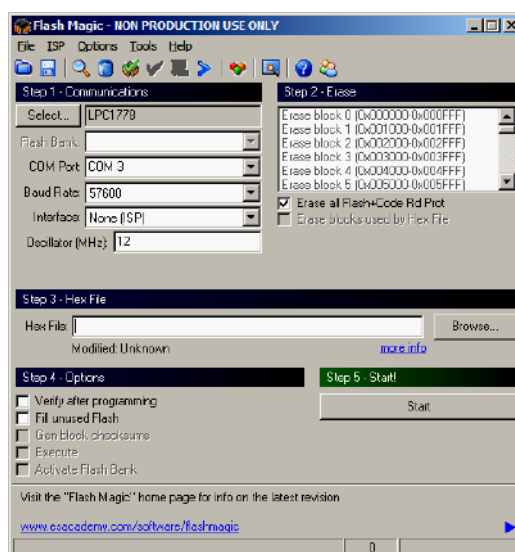 Flash Magic - NON PRODUCTION USE ONLY
File ISP Options Tools Help
Step 1 - Communications
Select... LPC1778
Flash Bank:
COM Port: COM 3
Baud Rate: 57600
Interface: None (ISP)
Oscillator (MHz): 12
Step 2 - Erase
Erase block 0 (0x000000-0x000FFF)
Erase block 1 (0x001000-0x001FFF)
Erase block 2 (0x002000-0x002FFF)
Erase block 3 (0x003000-0x003FFF)
Erase block 4 (0x004000-0x004FFF)
Erase block 5 (0x005000-0x005FFF)
Erase all Flash+Code Rd Prot
Erase blocks used by Hex File
Step 3 - Hex File
Hex File: Browse...
Modified: Unknown more info
Step 4 - Options
Verify after programming
Fill unused Flash
Gen block checksums
Execute
Activate Flash Bank
Step 5 - Start!
Start
Visit the "Flash Magic" home page for info on the latest revision
www.esacademy.com/software/flashmagic
0